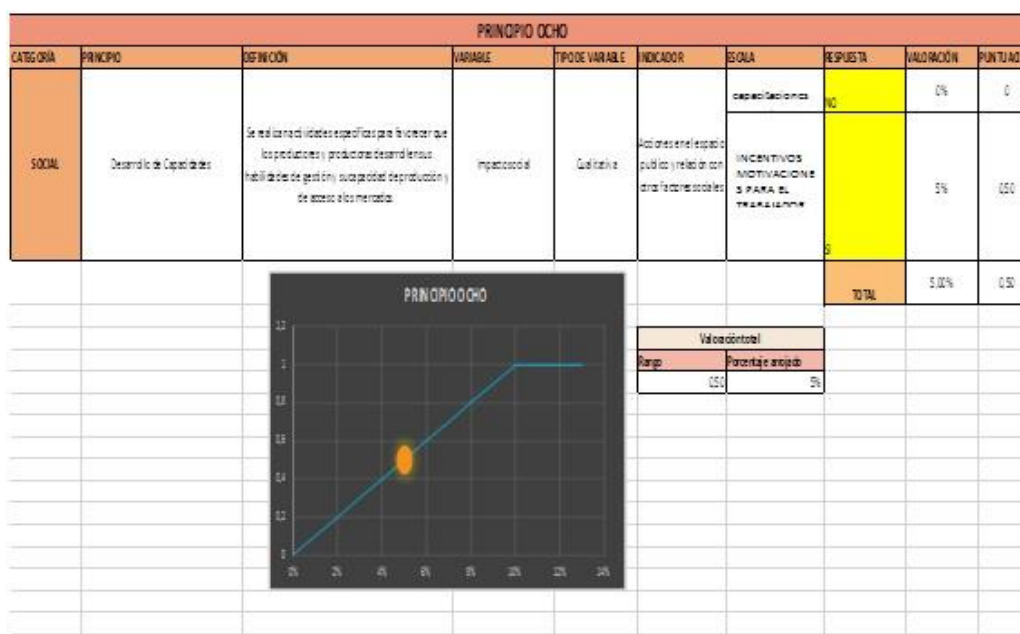 PRINCIPIO OCHO
CATEGORÍA PRINCIPIO DEFINICIÓN VARIABLE TIPO DE VARIABLE INDICADOR ESCALA RESPUESTA VALORACIÓN PUNTUAC
SOCIAL
Desarrollo de Capacidades
Se realizan actividades específicas para favorecer que
los productores y productoras desarrollen sus
habilidades de gestión y su capacidad de producción y
de acceso a los mercados.
Impacto social
Cualitativa
Acciones en el espacio
publico y relación con
otros factores sociales
capacitaciones
NO
0%
0
INCENTIVOS
MOTIVACIONE
S PARA EL
TRABAJADOR
SI
5%
0,50
TOTAL
5,00%
0,50
PRINCIPIO OCHO
1,2
1
0,8
0,6
0,4
0,2
0
0% 2% 4% 6% 8% 10% 12% 14%
Valoración total
Rango Porcentaje arrojado
0,50 5%